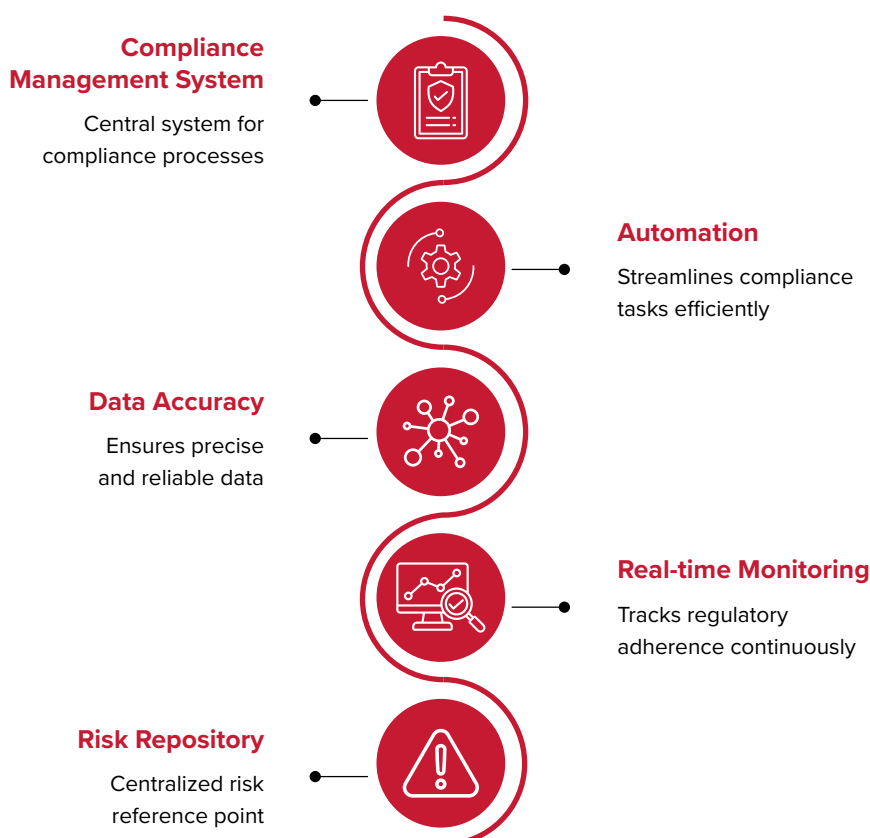 Compliance
Management System
Central system for
compliance processes
Automation
Streamlines compliance
tasks efficiently
Data Accuracy
Ensures precise
and reliable data
Real-time Monitoring
Tracks regulatory
adherence continuously
Risk Repository
Centralized risk
reference point